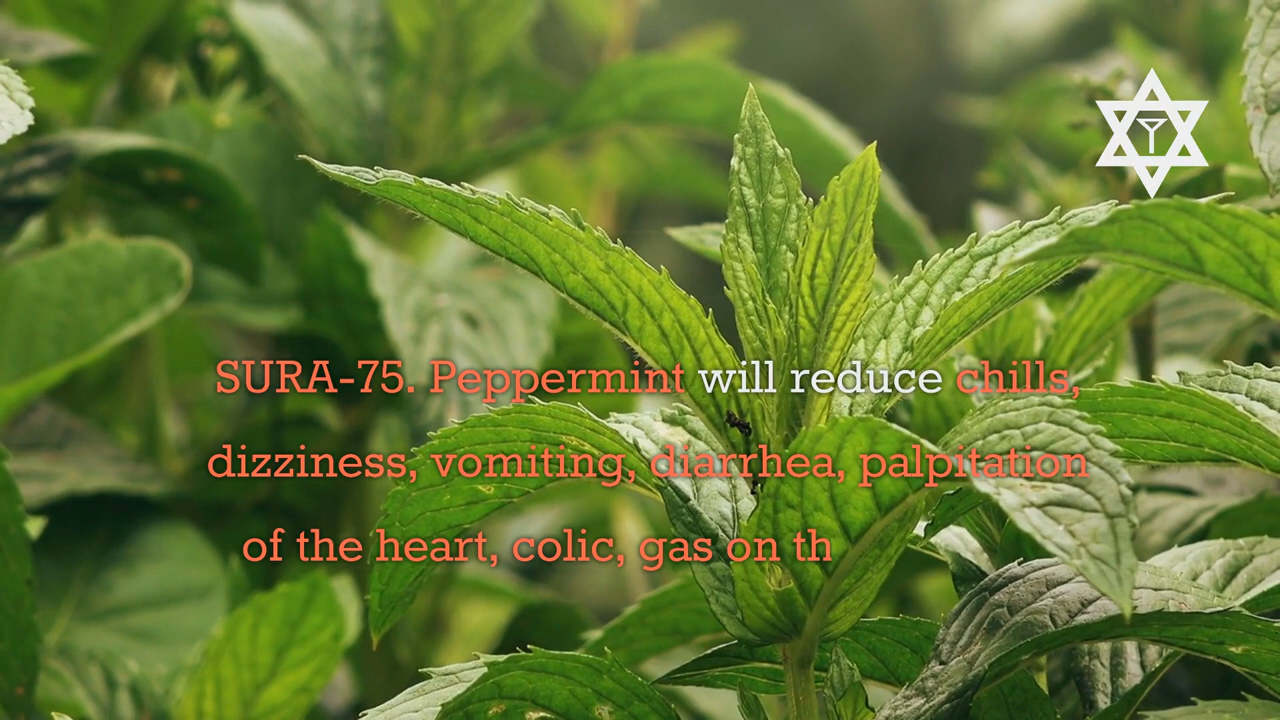 SURA-75. Peppermint will reduce chills,
dizziness, vomiting, diarrhea, palpitation
of the heart, colic, gas on th